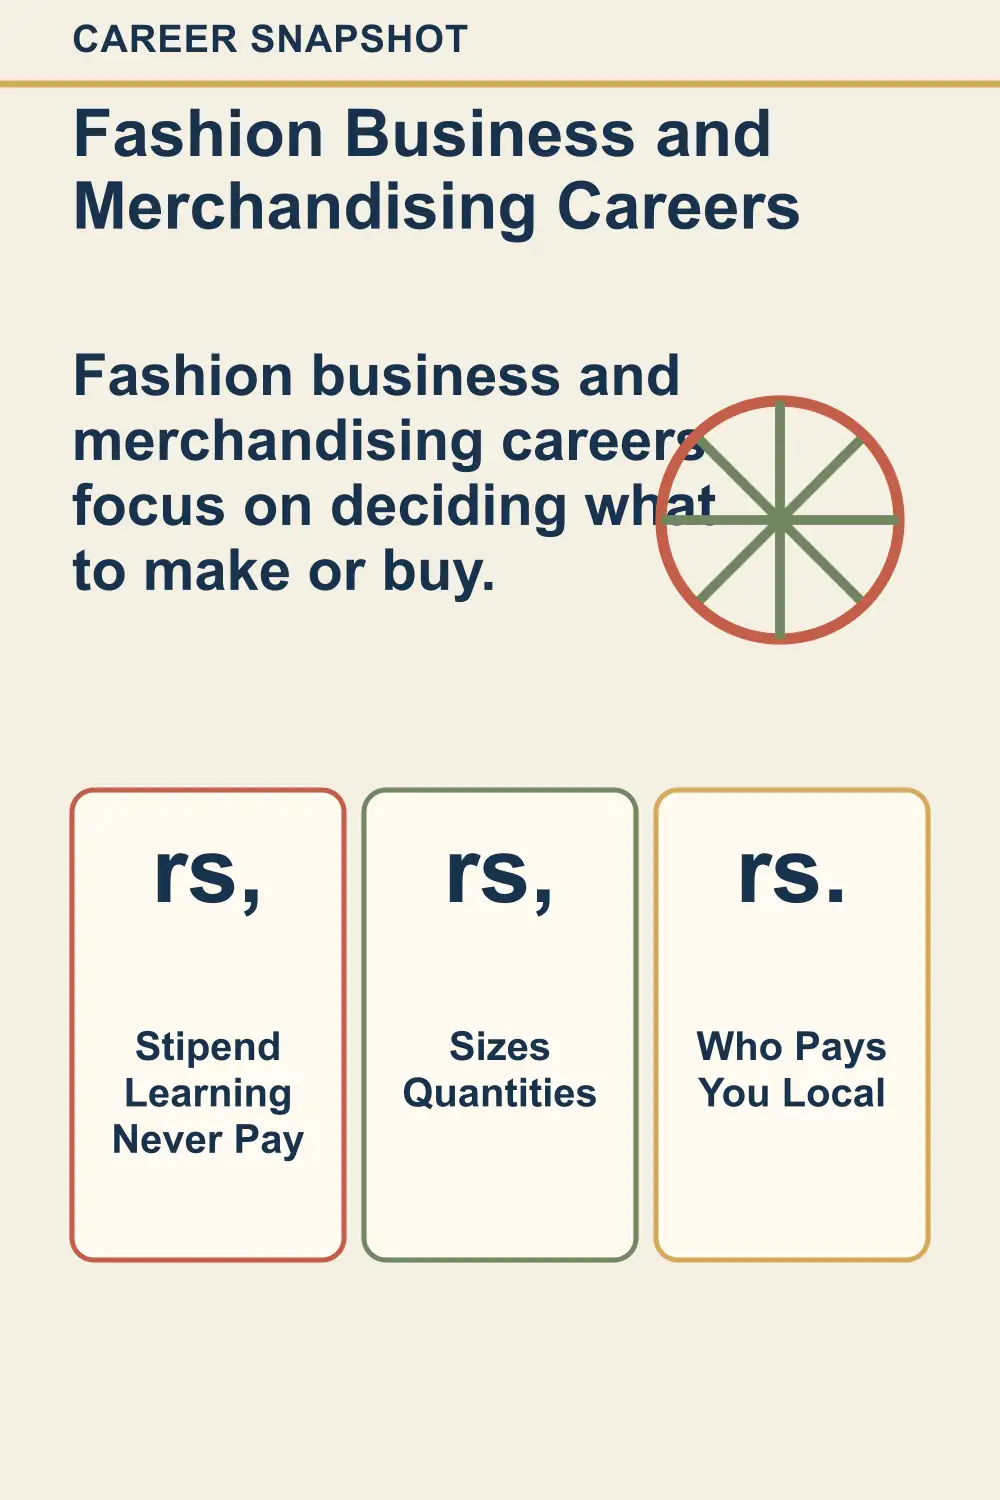 CAREER SNAPSHOT
Fashion Business and
Merchandising Careers
Fashion business and
merchandising careers
focus on deciding what
to make or buy.
rs,
Stipend
Learning
Never Pay
rs,
Sizes
Quantities
rs.
Who Pays
You Local